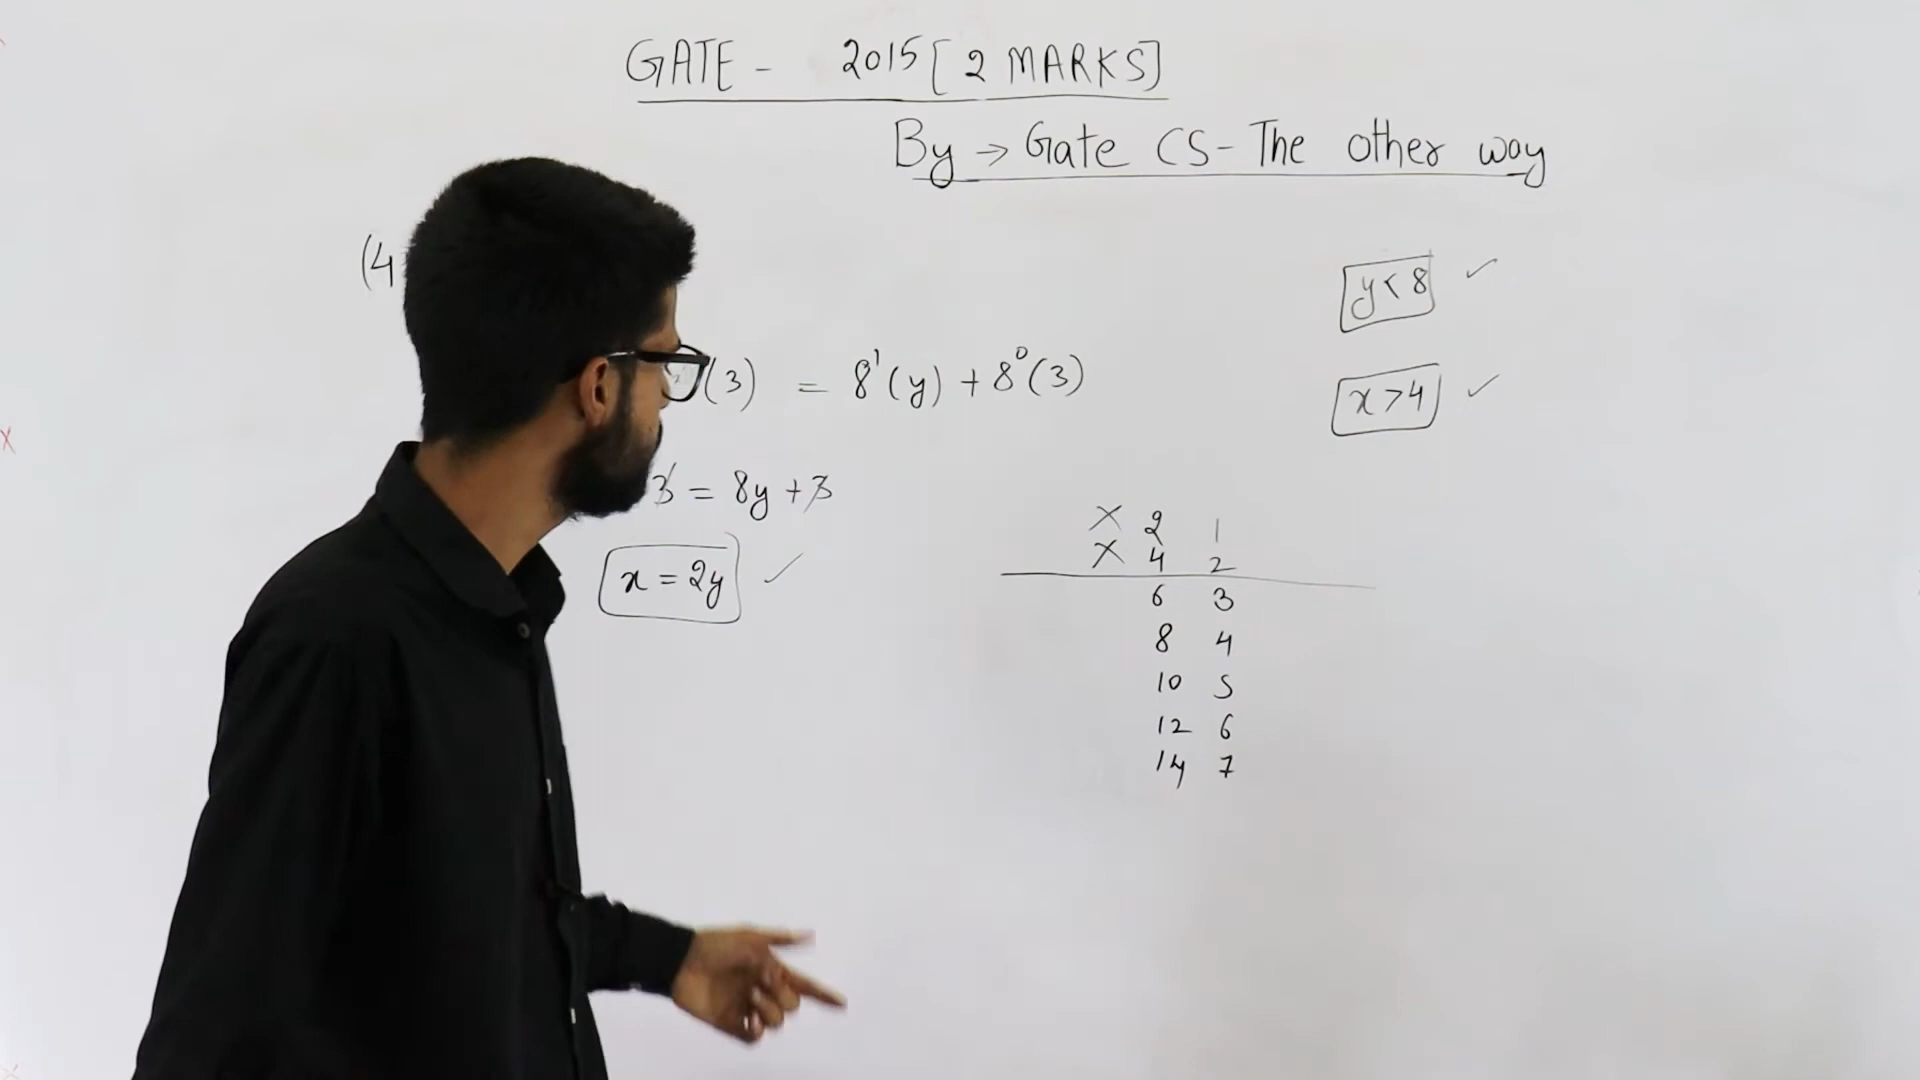 GATE - 2015 [2 MARKS]
By → Gate CS - The other way
(4
y < 8 ✓
(3) = 8¹(y) + 8⁰(3)
x > 4 ✓
3 = 8y + 3
x = 2y ✓
X 2 1
X 4 2
6 3
8 4
10 5
12 6
14 7